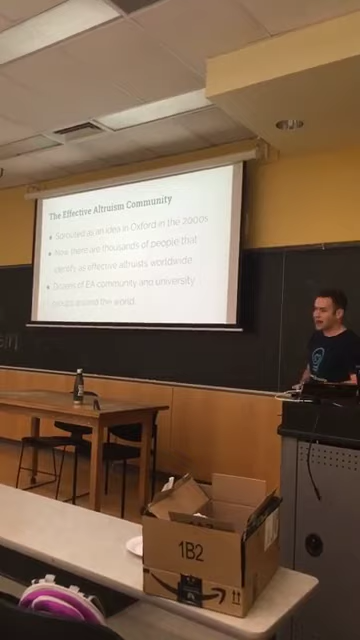 The Effective Altruism Community
Sprouted as an idea in Oxford in the 2000s
Now there are thousands of people that
identify as effective altruists worldwide
Dozens of EA community and university
groups around the world.
1B2